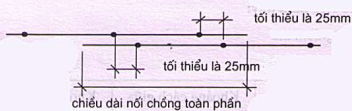 tối thiểu là 25mm
tối thiểu là 25mm
chiều dài nối chồng toàn phần